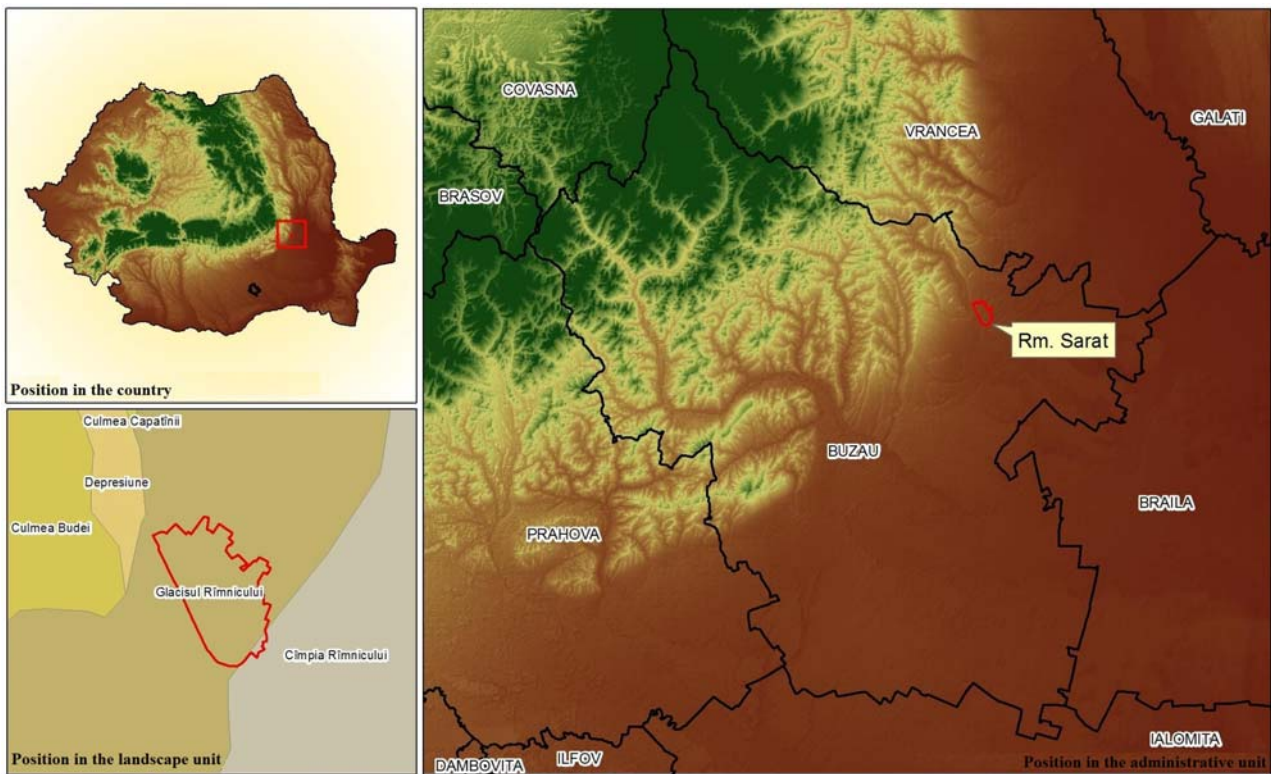 Position in the country
Culmea Capatînii
Depresiune
Culmea Budei
Glacisul Rîmnicului
Cîmpia Rîmnicului
Position in the landscape unit
COVASNA
VRANCEA
GALATI
BRASOV
Rm. Sarat
BUZAU
BRAILA
PRAHOVA
IALOMITA
ILFOV
DAMBOVITA
Position in the administrative unit